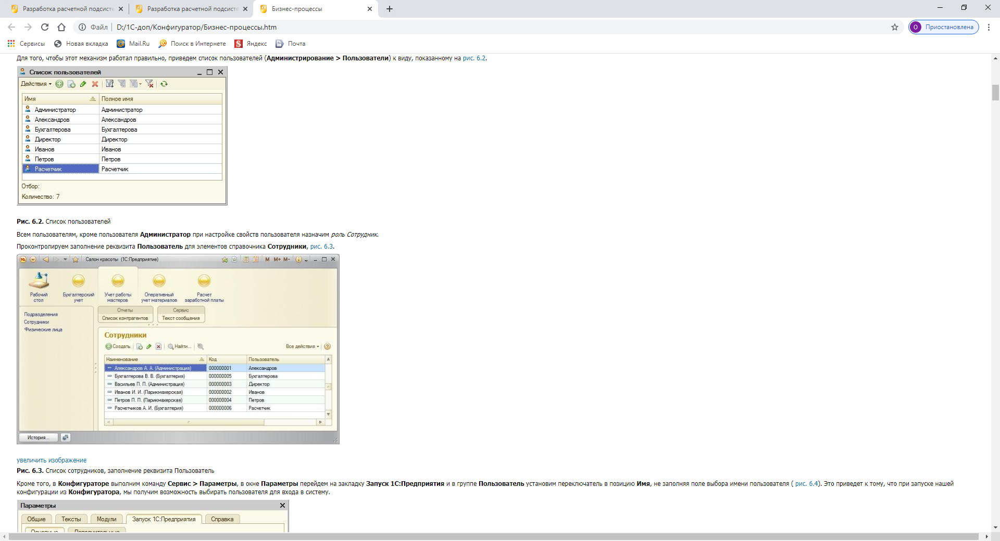 Разработка расчетной подсисте
Разработка расчетной подсисте
Бизнес-процессы
Файл
D:/1С-доп/Конфигуратор/Бизнес-процессы.htm
О
Приостановлена
Сервисы
Новая вкладка
Mail.Ru
Поиск в Интернете
Яндекс
Почта
Для того, чтобы этот механизм работал правильно, приведем список пользователей (Администрирование > Пользователи) к виду, показанному на рис. 6.2.
Список пользователей
Действия
Имя Полное имя
Администратор Администратор
Александров Александров
Бухгалтерова Бухгалтерова
Директор Директор
Иванов Иванов
Петров Петров
Расчетчик Расчетчик
Отбор:
Количество: 7
Рис. 6.2. Список пользователей
Всем пользователям, кроме пользователя Администратор при настройке свойств пользователя назначим роль Сотрудник.
Проконтролируем заполнение реквизита Пользователь для элементов справочника Сотрудники, рис. 6.3.
Салон красоты (1С:Предприятие)
M M+ M-
Рабочий стол
Бухгалтерский учет
Учет работы мастеров
Оперативный учет материалов
Расчет заработной платы
Подразделения
Сотрудники
Физические лица
Отчеты
Список контрагентов
Сервис
Текст сообщения
Сотрудники
Создать Найти... Все действия
Наименование Код Пользователь
Александров А. А. (Администрация) 000000001 Александров
Бухгалтерова В. В. (Бухгалтерия) 000000005 Бухгалтерова
Васильев П. П. (Администрация) 000000003 Директор
Иванов И. И. (Парикмахерская) 000000002 Иванов
Петров П. П. (Парикмахерская) 000000004 Петров
Расчетчиков А. И. (Бухгалтерия) 000000006 Расчетчик
История...
увеличить изображение
Рис. 6.3. Список сотрудников, заполнение реквизита Пользователь
Кроме того, в Конфигураторе выполним команду Сервис > Параметры, в окне Параметры перейдем на закладку Запуск 1С:Предприятия и в группе Пользователь установим переключатель в позицию Имя, не заполняя поле выбора имени пользователя ( рис. 6.4). Это приведет к тому, что при запуске нашей
конфигурации из Конфигуратора, мы получим возможность выбирать пользователя для входа в систему.
Параметры
Общие Тексты Модули Запуск 1С:Предприятия Справка
Основные Дополнительные